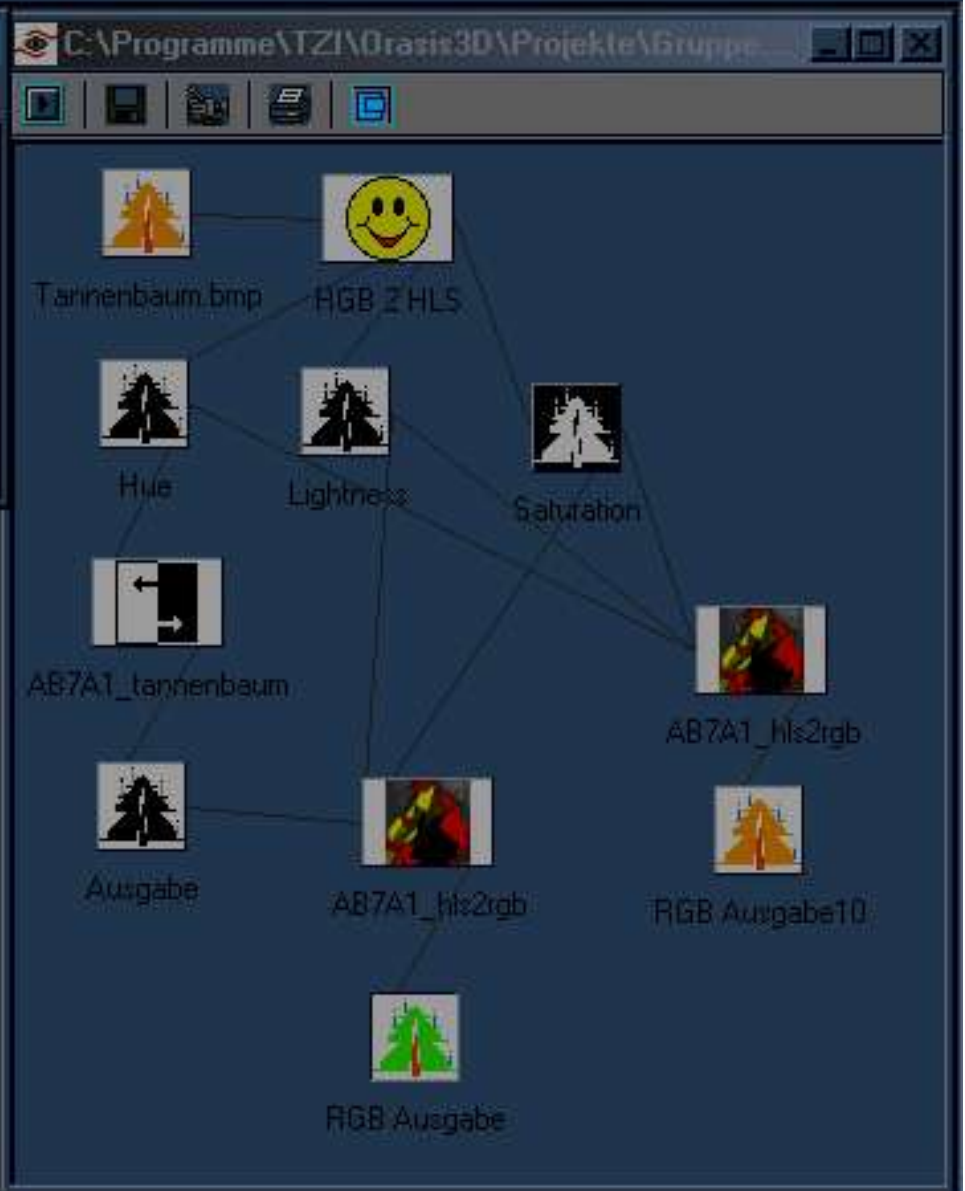 C:\Programme\TZI\Orasis3D\Projekte\Gruppe...
Tannenbaum.bmp
RGB 2 HLS
Hue
Lightness
Saturation
AB7A1_tannenbaum
AB7A1_hls2rgb
Ausgabe
AB7A1_hls2rgb
RGB Ausgabe10
RGB Ausgabe